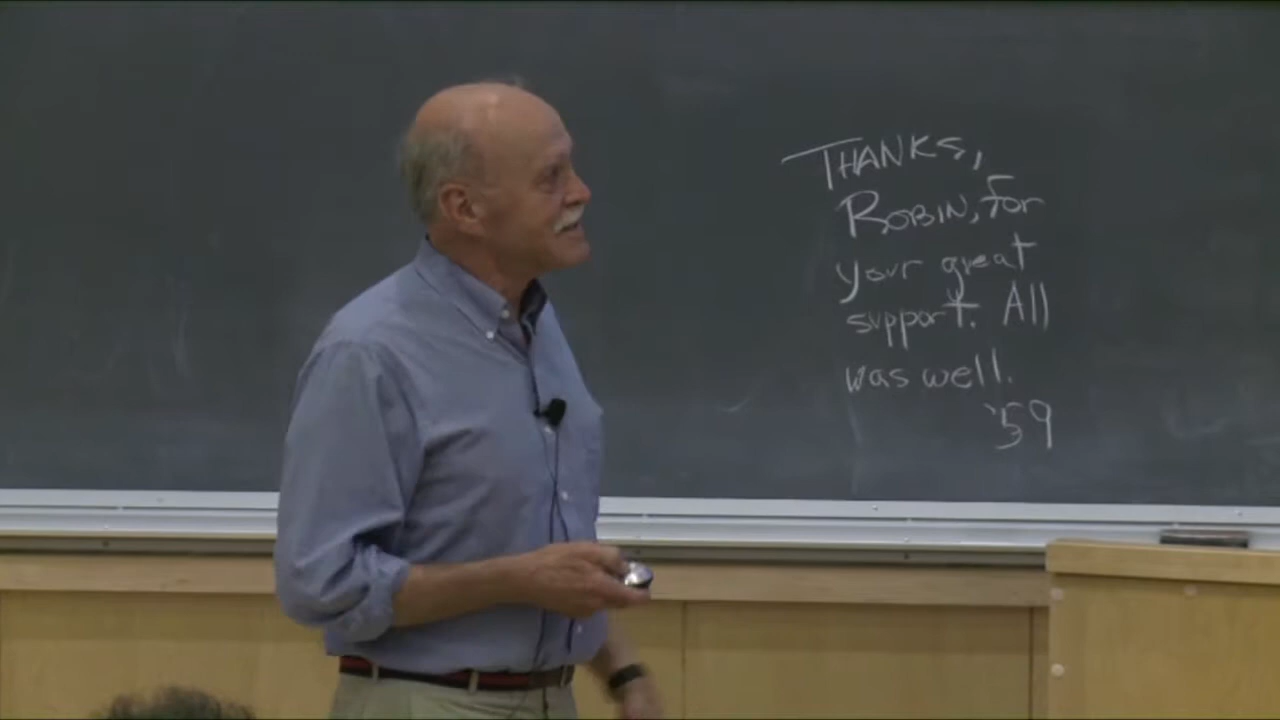 THANKS,
ROBIN, for
your great
support. All
was well.
'59